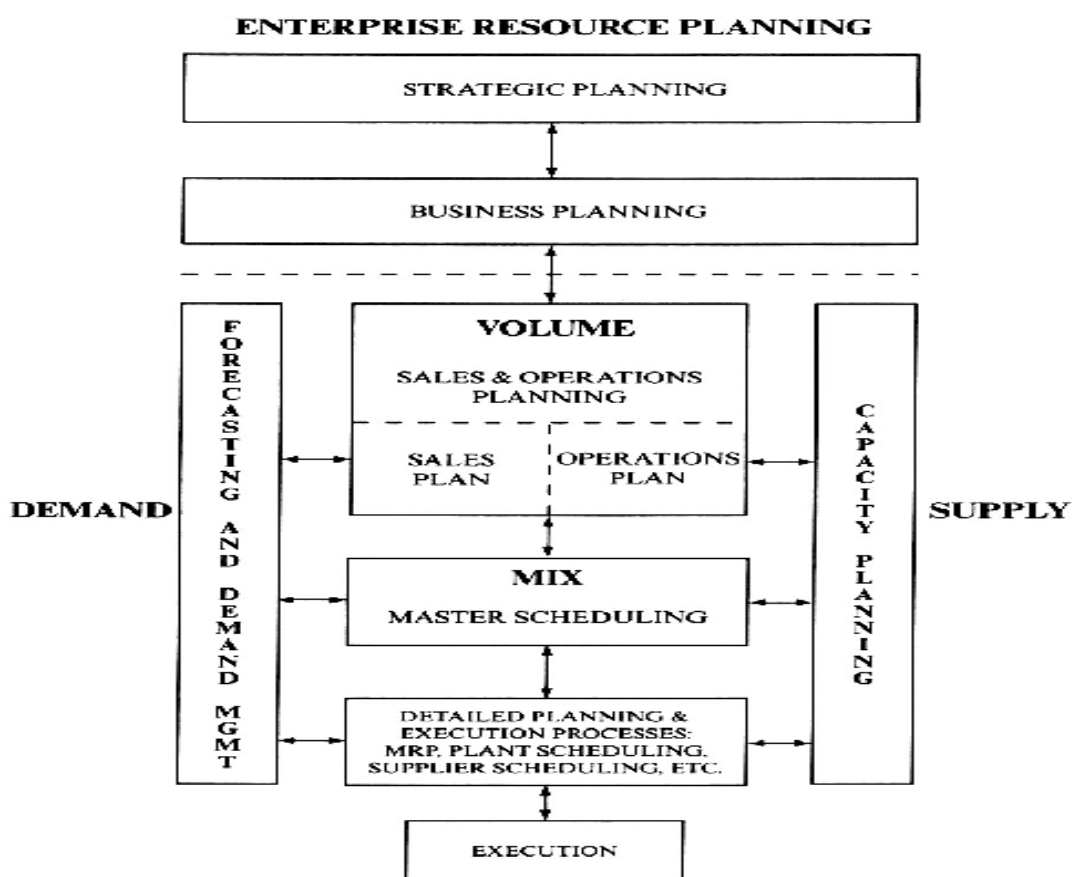 ENTERPRISE RESOURCE PLANNING
STRATEGIC PLANNING
BUSINESS PLANNING
VOLUME
SALES & OPERATIONS
PLANNING
SALES
PLAN
OPERATIONS
PLAN
FORECASTING AND DEMAND MGMT
CAPACITY PLANNING
DEMAND
SUPPLY
MIX
MASTER SCHEDULING
DETAILED PLANNING &
EXECUTION PROCESSES:
MRP, PLANT SCHEDULING,
SUPPLIER SCHEDULING, ETC.
EXECUTION